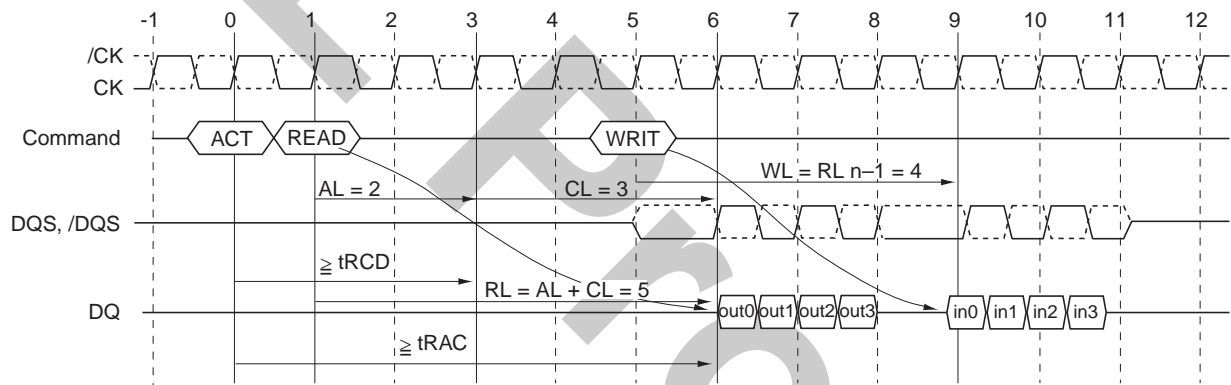 -1 0 1 2 3 4 5 6 7 8 9 10 11 12
/CK
CK
Command ACT READ WRIT
WL = RL n–1 = 4
AL = 2 CL = 3
DQS, /DQS
≧ tRCD
RL = AL + CL = 5
DQ out0 out1 out2 out3 in0 in1 in2 in3
≧ tRAC